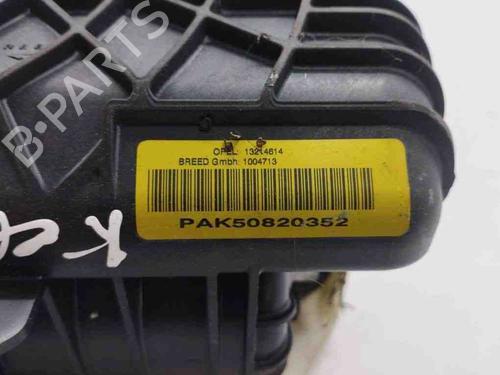 B-PARTS
OPEL: 13214614
BREED Gmbh: 1004713
PAK50820352
K